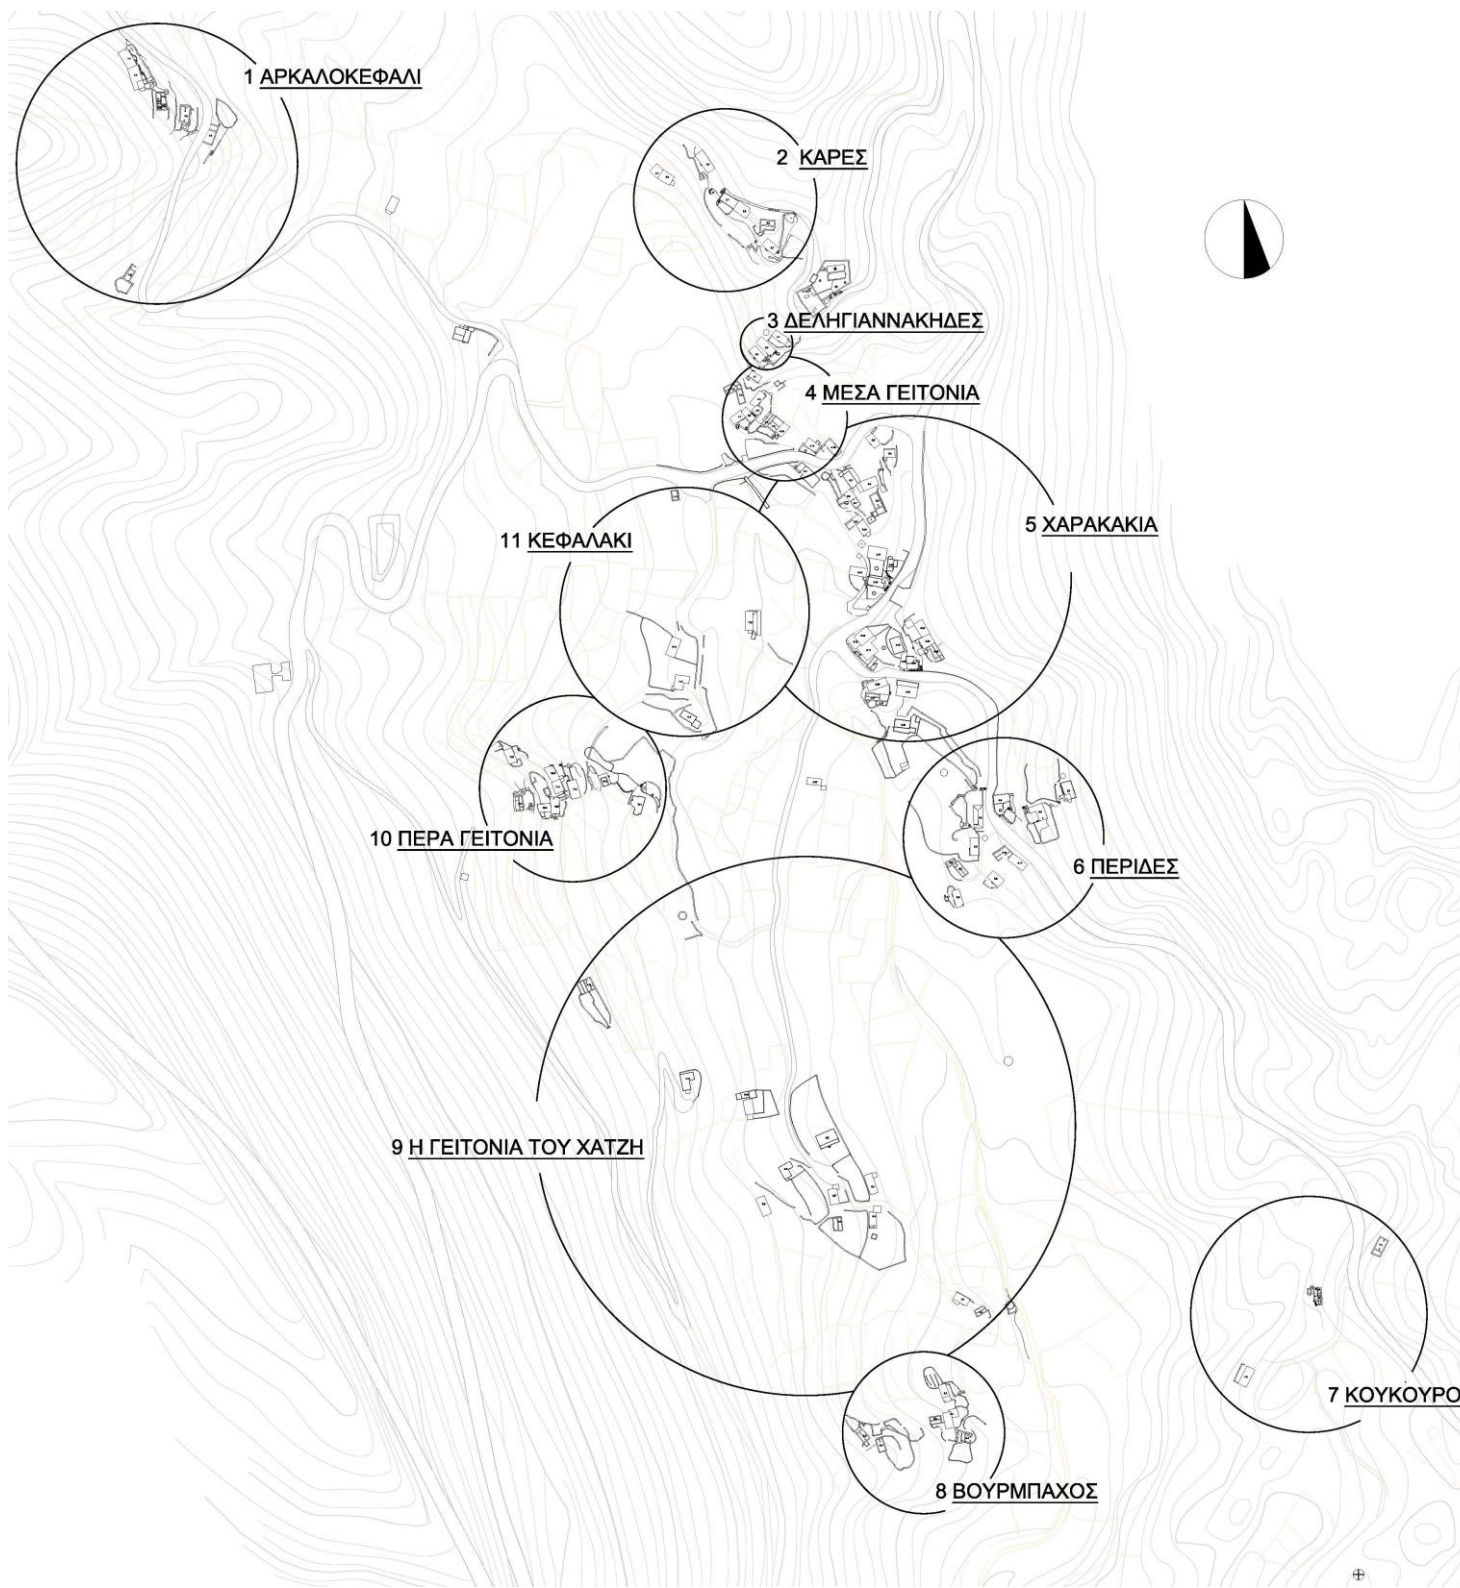 1 ΑΡΚΑΛΟΚΕΦΑΛΙ
2 ΚΑΡΕΣ
3 ΔΕΛΗΓΙΑΝΝΑΚΗΔΕΣ
4 ΜΕΣΑ ΓΕΙΤΟΝΙΑ
5 ΧΑΡΑΚΑΚΙΑ
11 ΚΕΦΑΛΑΚΙ
10 ΠΕΡΑ ΓΕΙΤΟΝΙΑ
6 ΠΕΡΙΔΕΣ
9 Η ΓΕΙΤΟΝΙΑ ΤΟΥ ΧΑΤΖΗ
7 ΚΟΥΚΟΥΡΟ
8 ΒΟΥΡΜΠΑΧΟΣ